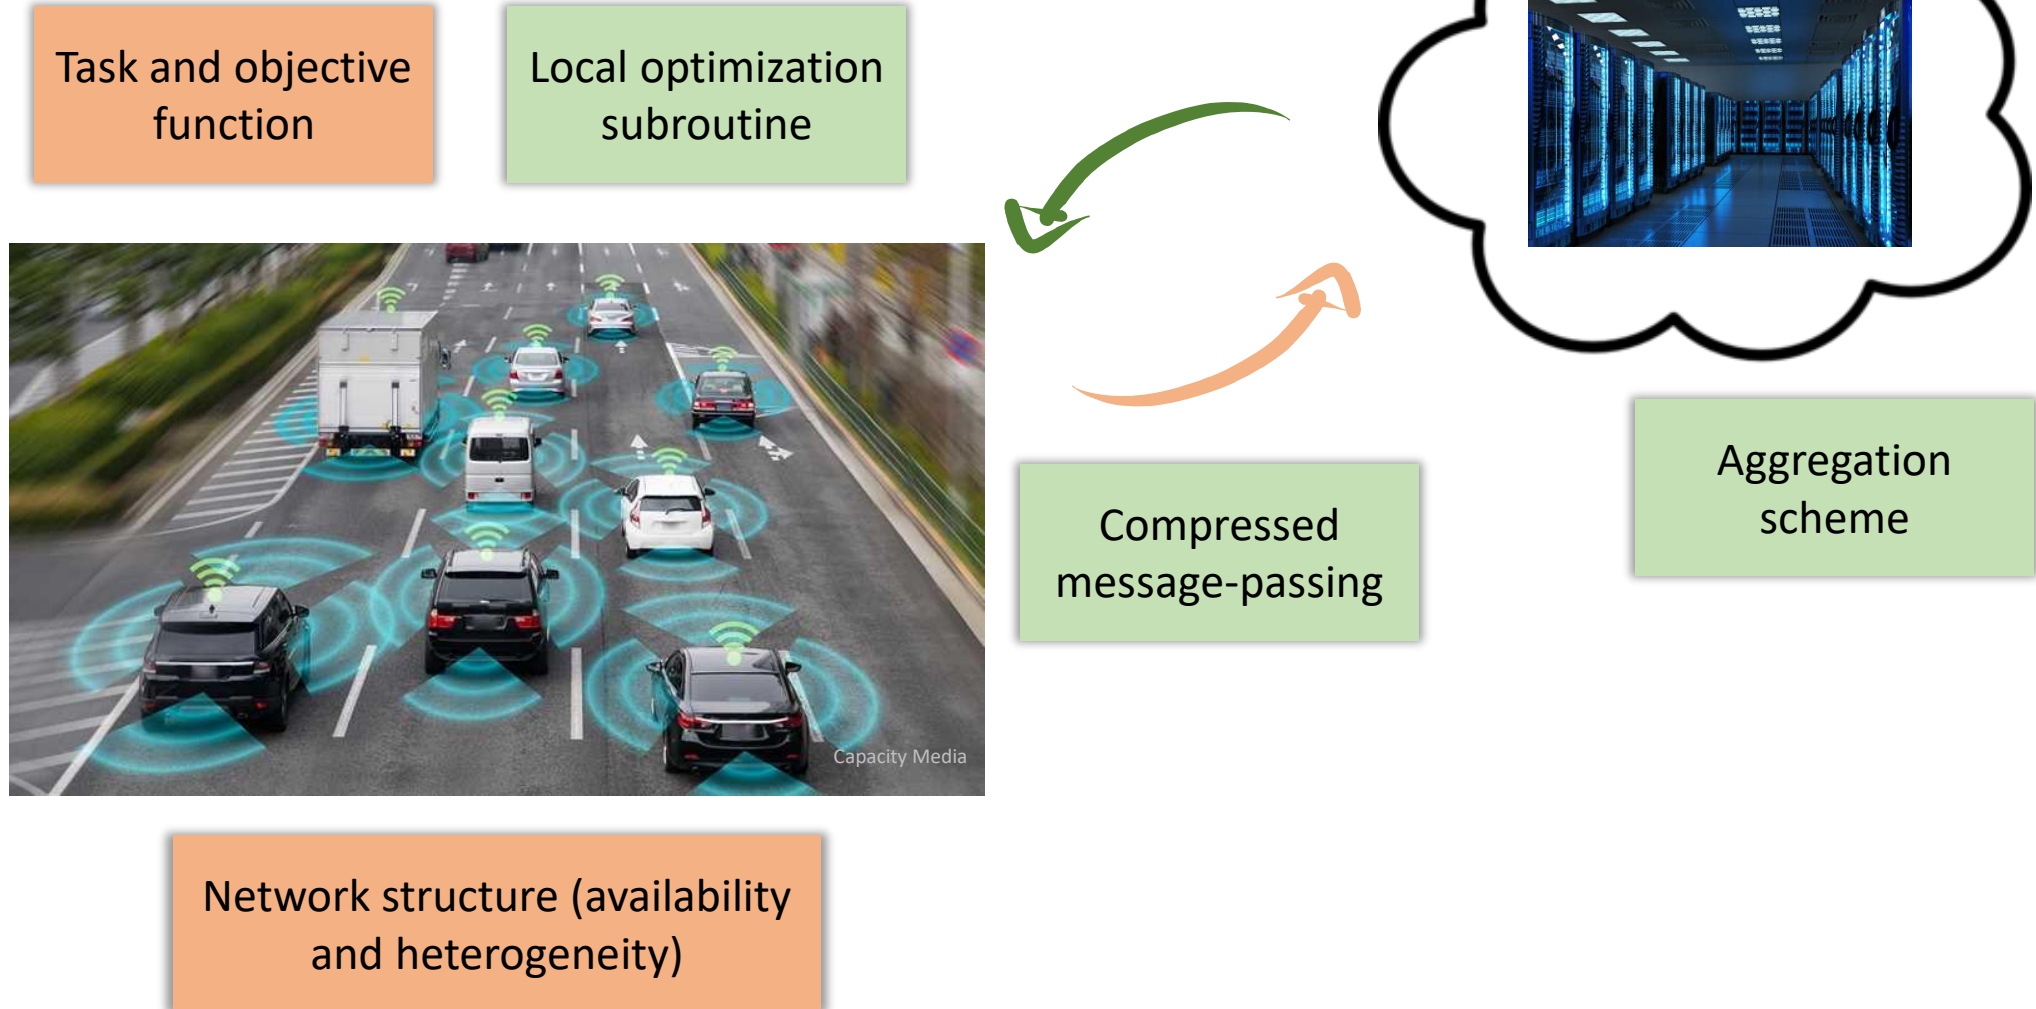 Task and objective
function
Local optimization
subroutine
Capacity Media
Compressed
message-passing
Aggregation
scheme
Network structure (availability
and heterogeneity)